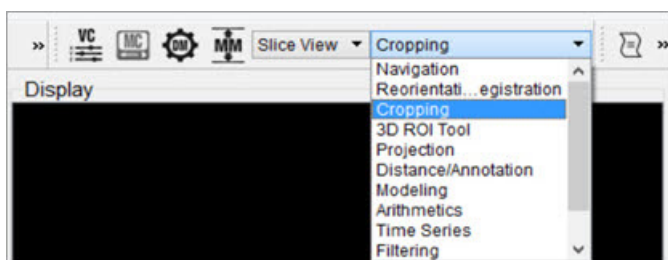 » VC MC DM MM Slice View Cropping »
Navigation
Reorientati...egistration
Display
Cropping
3D ROI Tool
Projection
Distance/Annotation
Modeling
Arithmetics
Time Series
Filtering